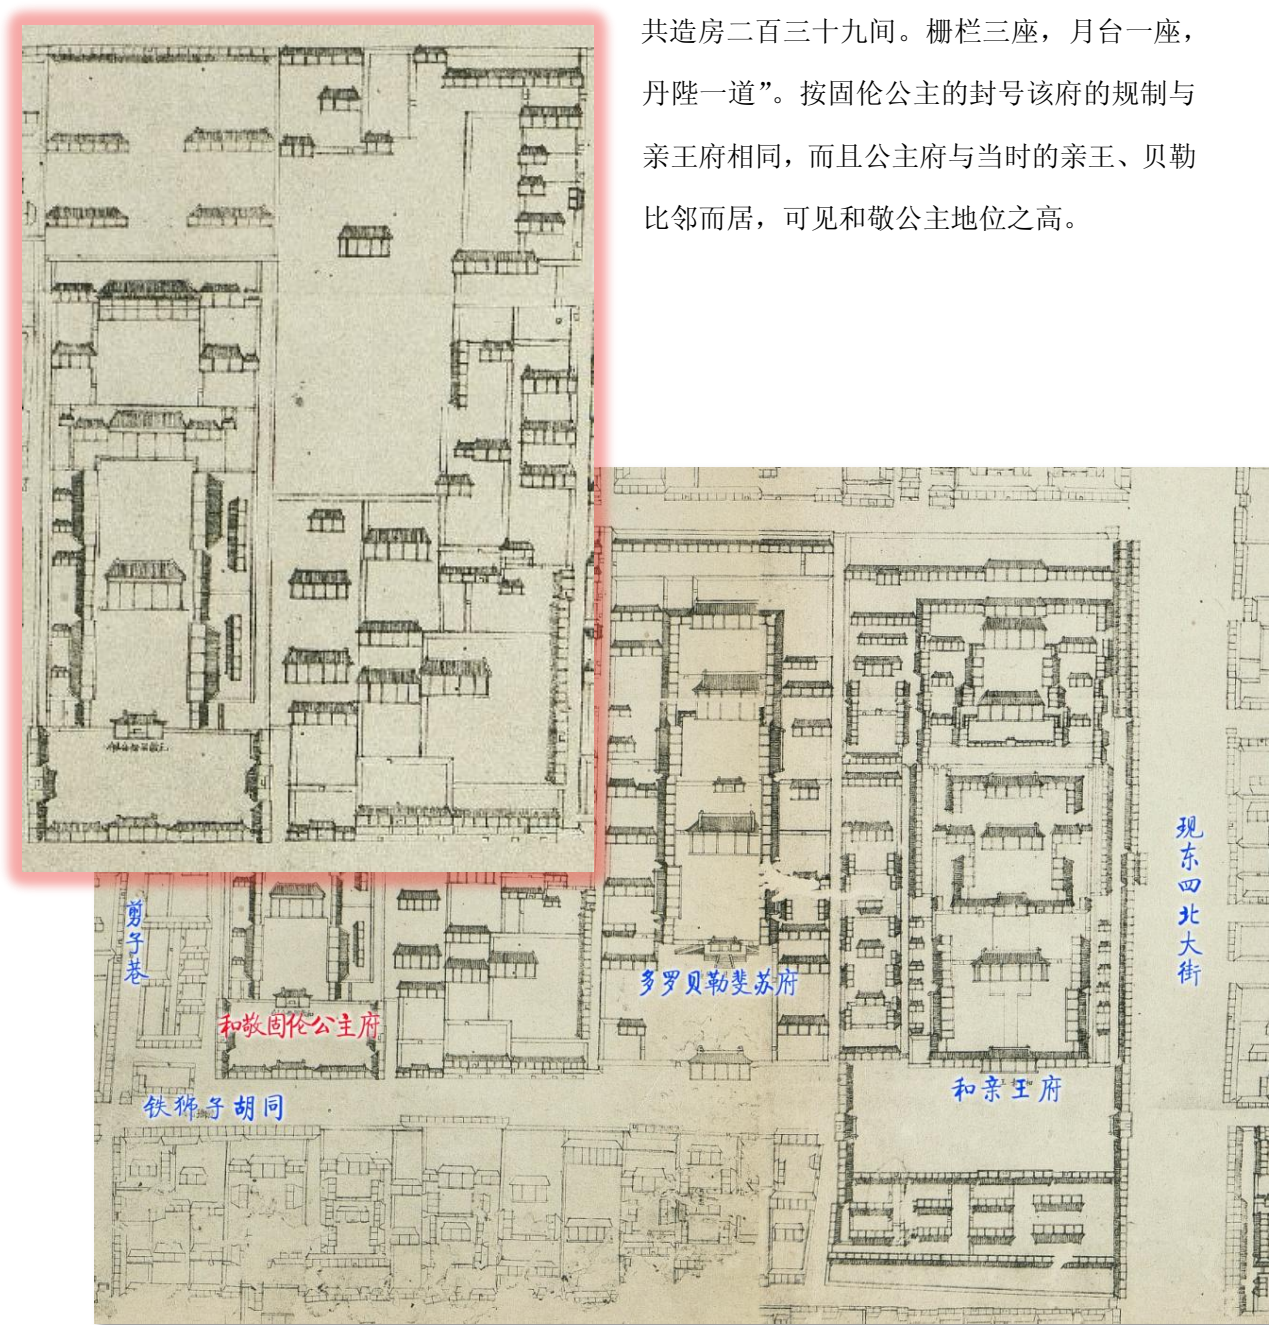 共造房二百三十九间。栅栏三座，月台一座，
丹陛一道”。按固伦公主的封号该府的规制与
亲王府相同，而且公主府与当时的亲王、贝勒
比邻而居，可见和敬公主地位之高。
剪子巷
和敬固伦公主府
铁狮子胡同
多罗贝勒斐苏府
和亲王府
现东四北大街